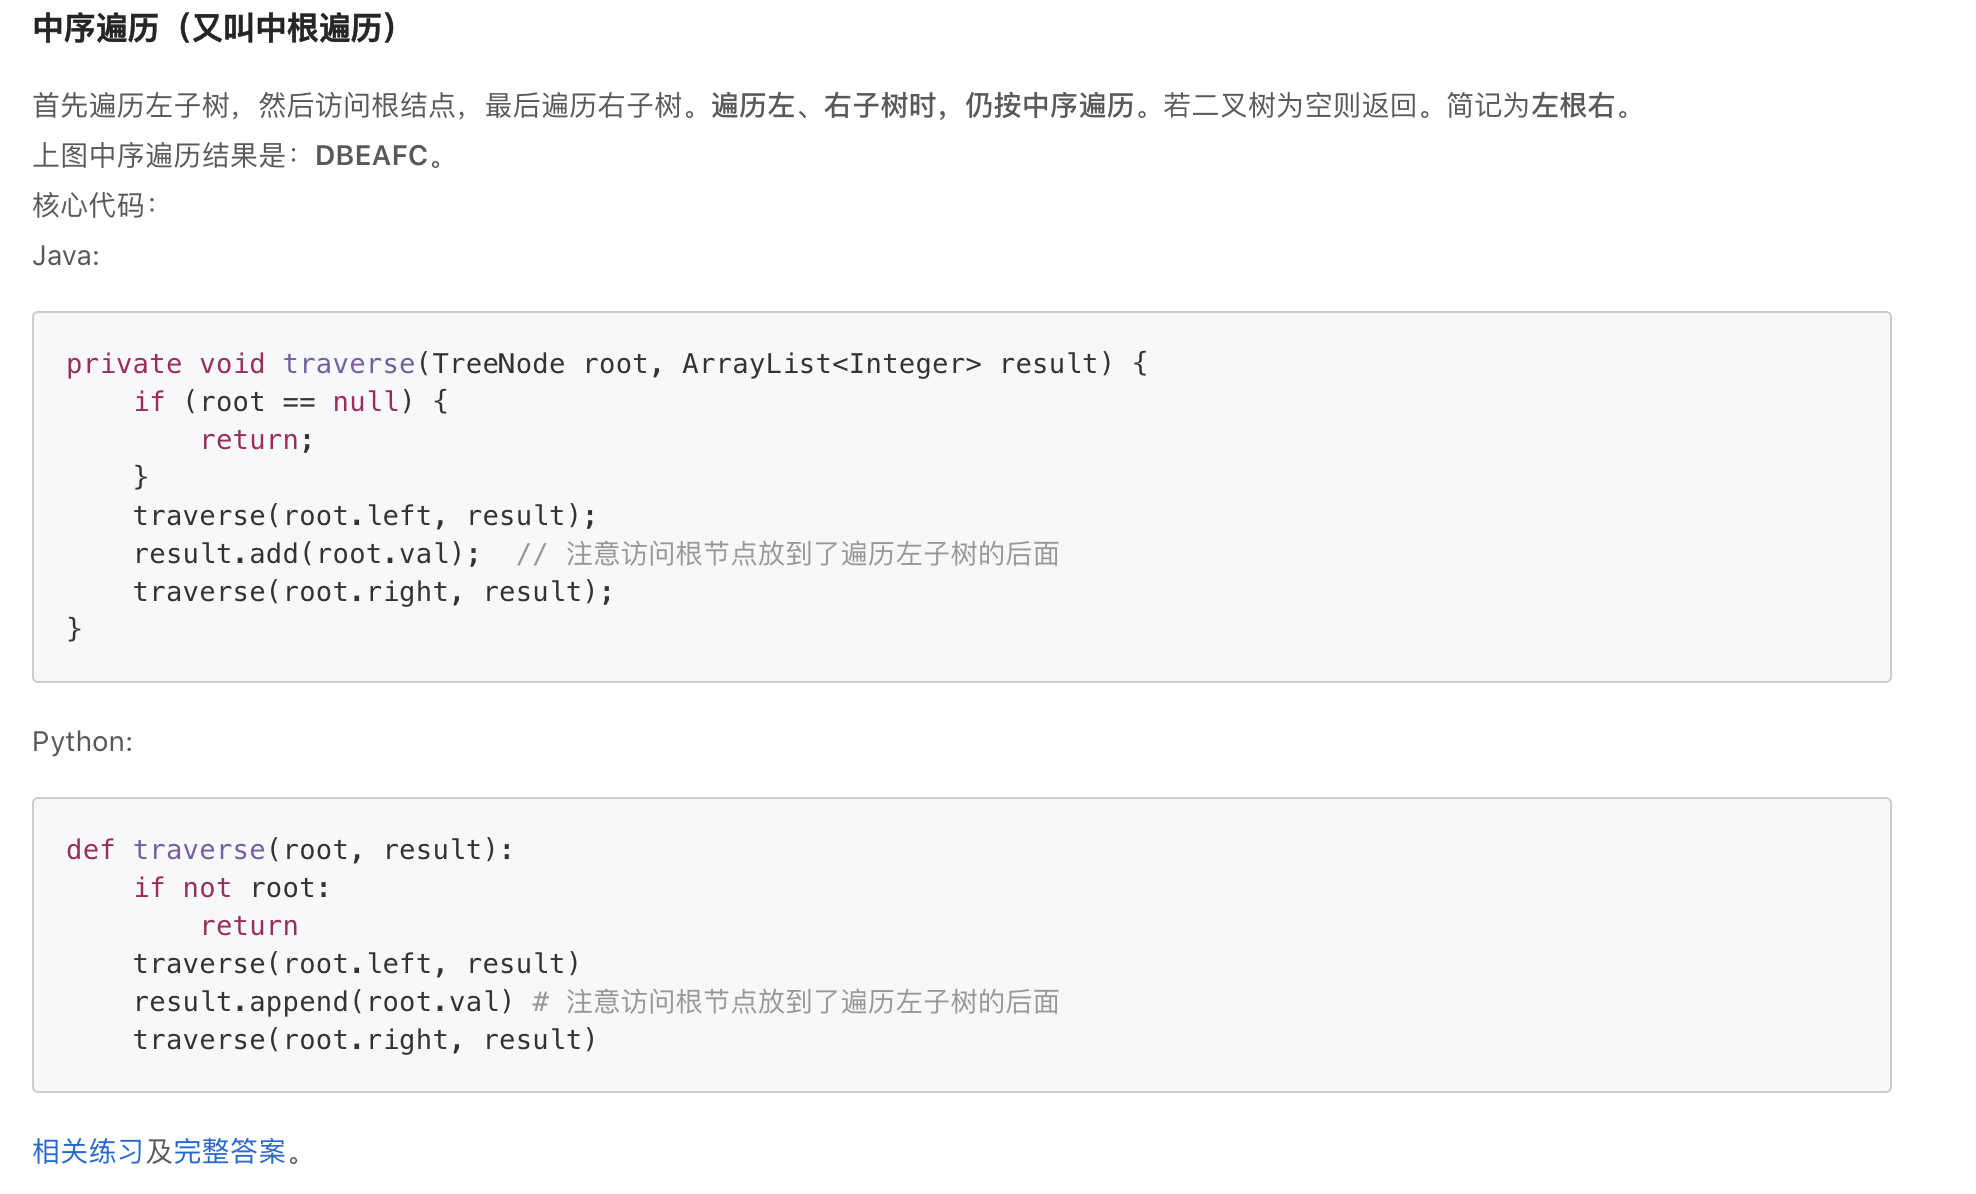 中序遍历（又叫中根遍历）
首先遍历左子树，然后访问根结点，最后遍历右子树。遍历左、右子树时，仍按中序遍历。若二叉树为空则返回。简记为左根右。
上图中序遍历结果是：DBEAFC。
核心代码：
Java:
private void traverse(TreeNode root, ArrayList<Integer> result) {
    if (root == null) {
        return;
    }
    traverse(root.left, result);
    result.add(root.val);  // 注意访问根节点放到了遍历左子树的后面
    traverse(root.right, result);
}
Python:
def traverse(root, result):
    if not root:
        return
    traverse(root.left, result)
    result.append(root.val) # 注意访问根节点放到了遍历左子树的后面
    traverse(root.right, result)
相关练习及完整答案。